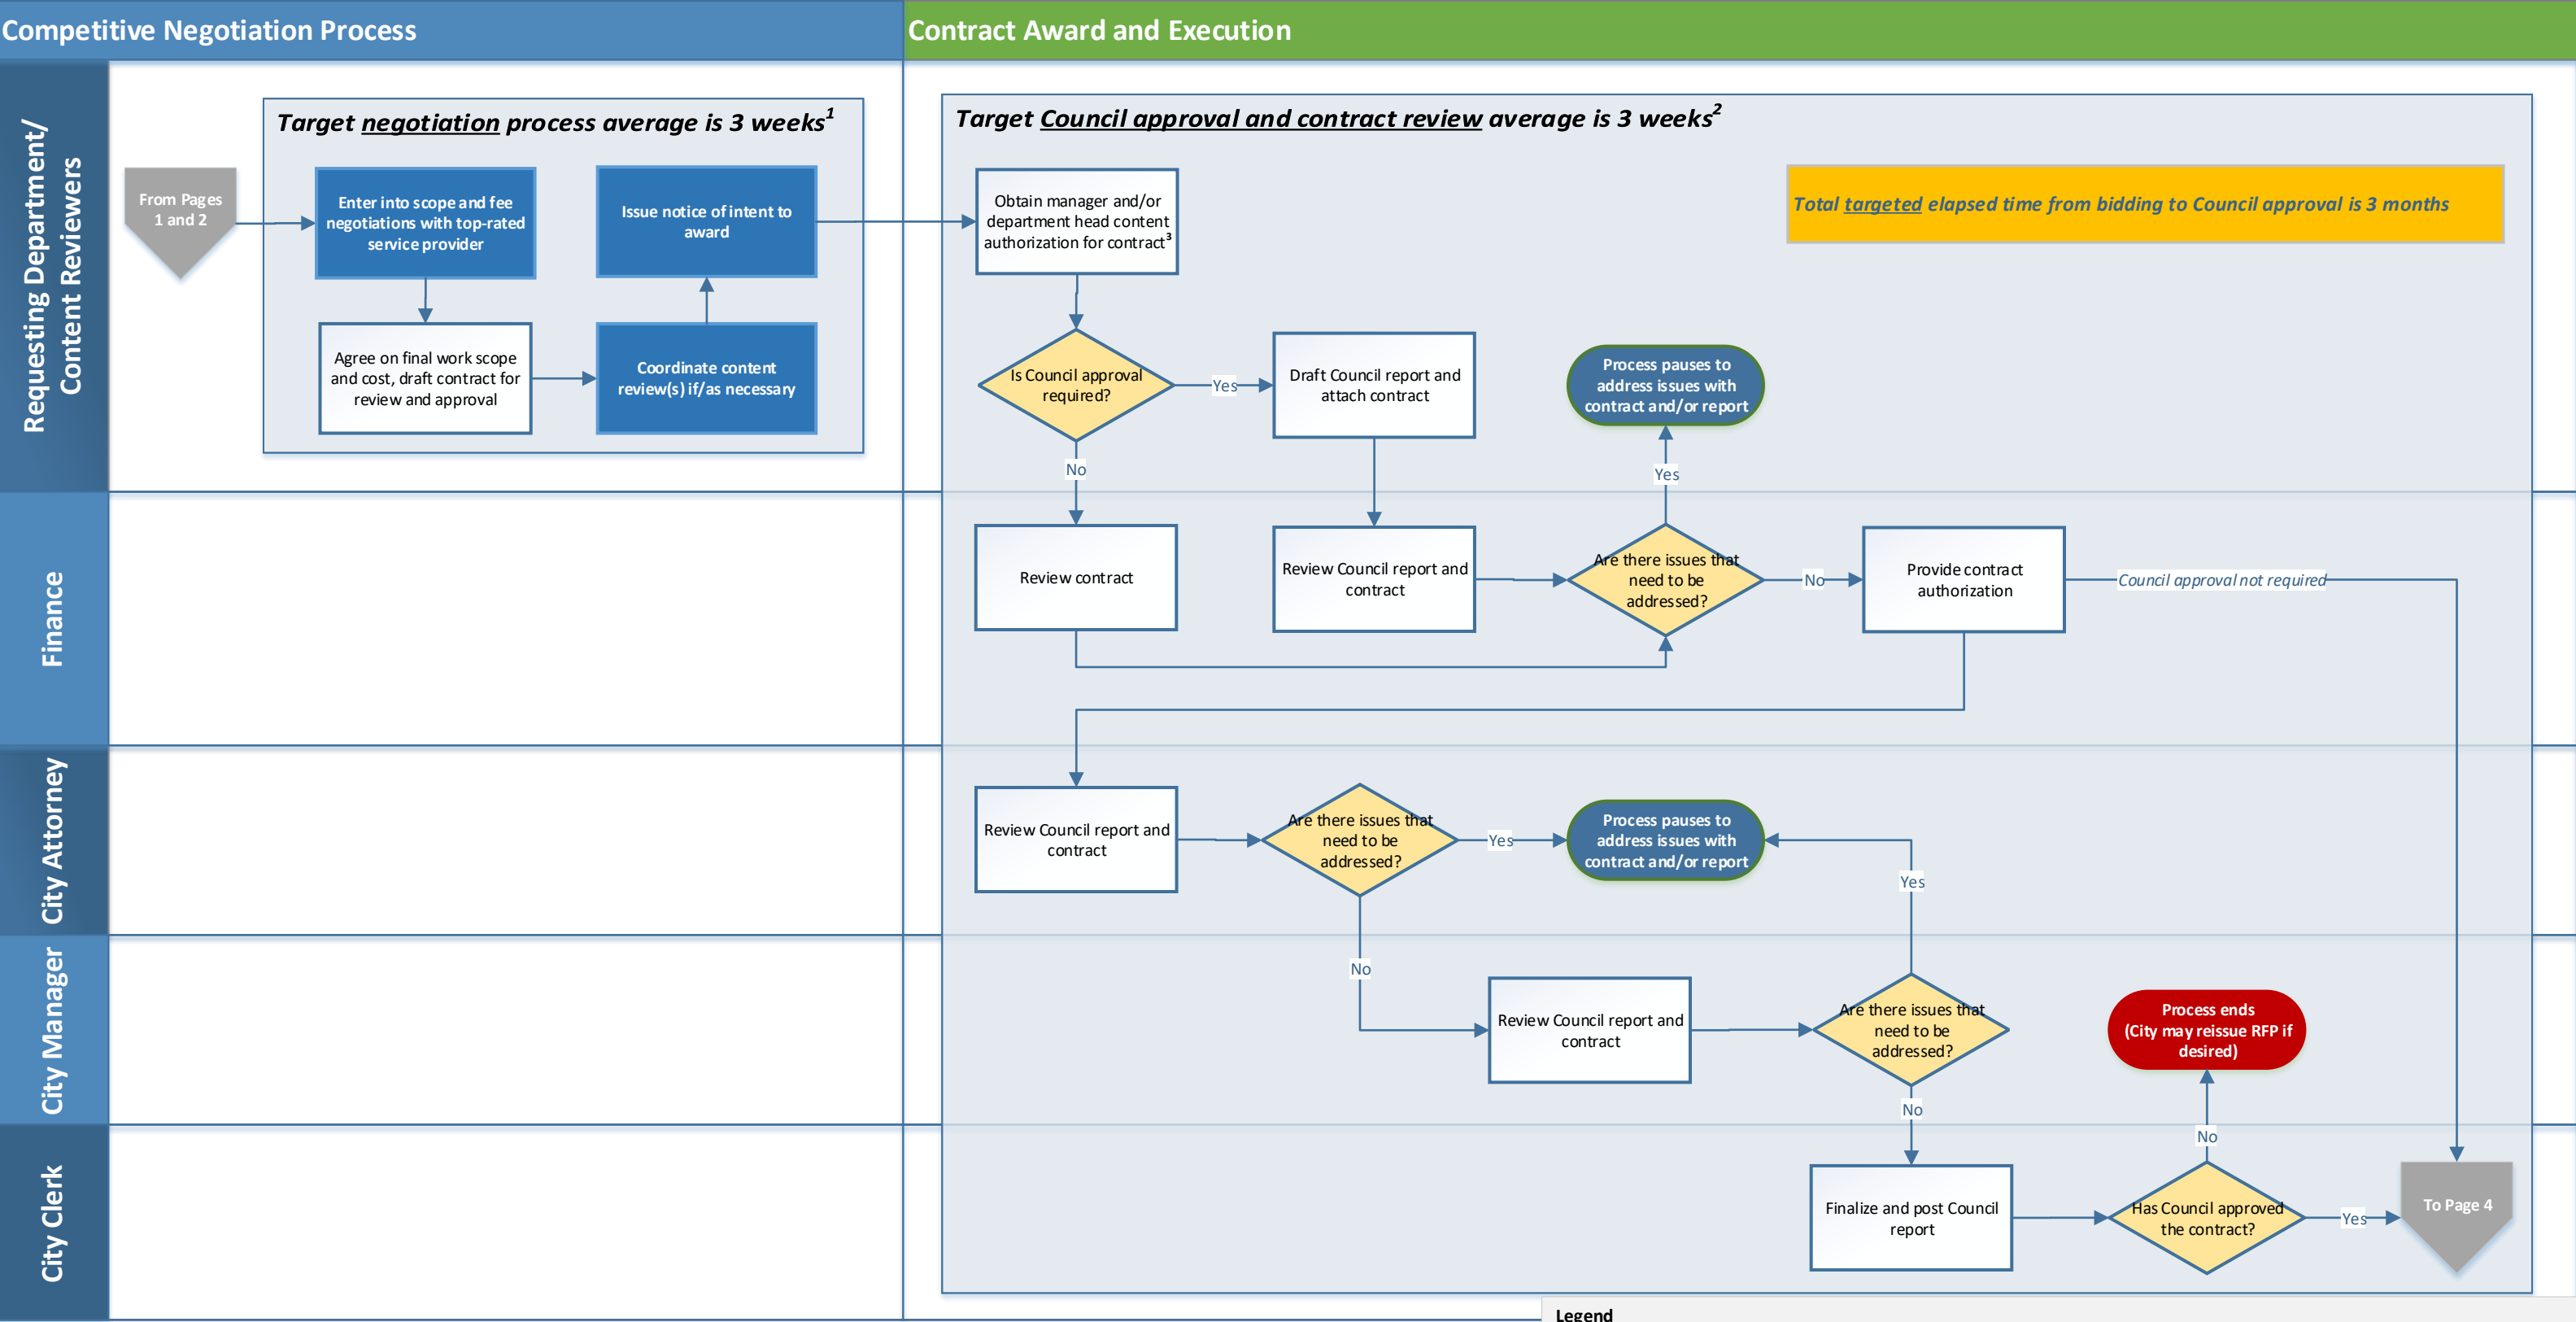 Competitive Negotiation Process
Contract Award and Execution
Requesting Department/
Content Reviewers
Target negotiation process average is 3 weeks1
From Pages
1 and 2
Enter into scope and fee
negotiations with top-rated
service provider
Issue notice of intent to
award
Agree on final work scope
and cost, draft contract for
review and approval
Coordinate content
review(s) if/as necessary
Target Council approval and contract review average is 3 weeks2
Obtain manager and/or
department head content
authorization for contract3
Total targeted elapsed time from bidding to Council approval is 3 months
Is Council approval
required?
Yes
Draft Council report and
attach contract
Process pauses to
address issues with
contract and/or report
No
Yes
Finance
Review contract
Review Council report and
contract
Are there issues that
need to be
addressed?
No
Provide contract
authorization
Council approval not required
City Attorney
Review Council report and
contract
Are there issues that
need to be
addressed?
Yes
Process pauses to
address issues with
contract and/or report
Yes
City Manager
No
Review Council report and
contract
Are there issues that
need to be
addressed?
Process ends
(City may reissue RFP if
desired)
No
No
City Clerk
Finalize and post Council
report
Has Council approved
the contract?
Yes
To Page 4
Legend